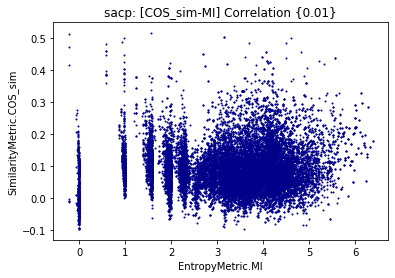 sacp: [COS_sim-MI] Correlation {0.01}
SimilarityMetric.COS_sim
0.5
0.4
0.3
0.2
0.1
0.0
−0.1
0 1 2 3 4 5 6
EntropyMetric.MI